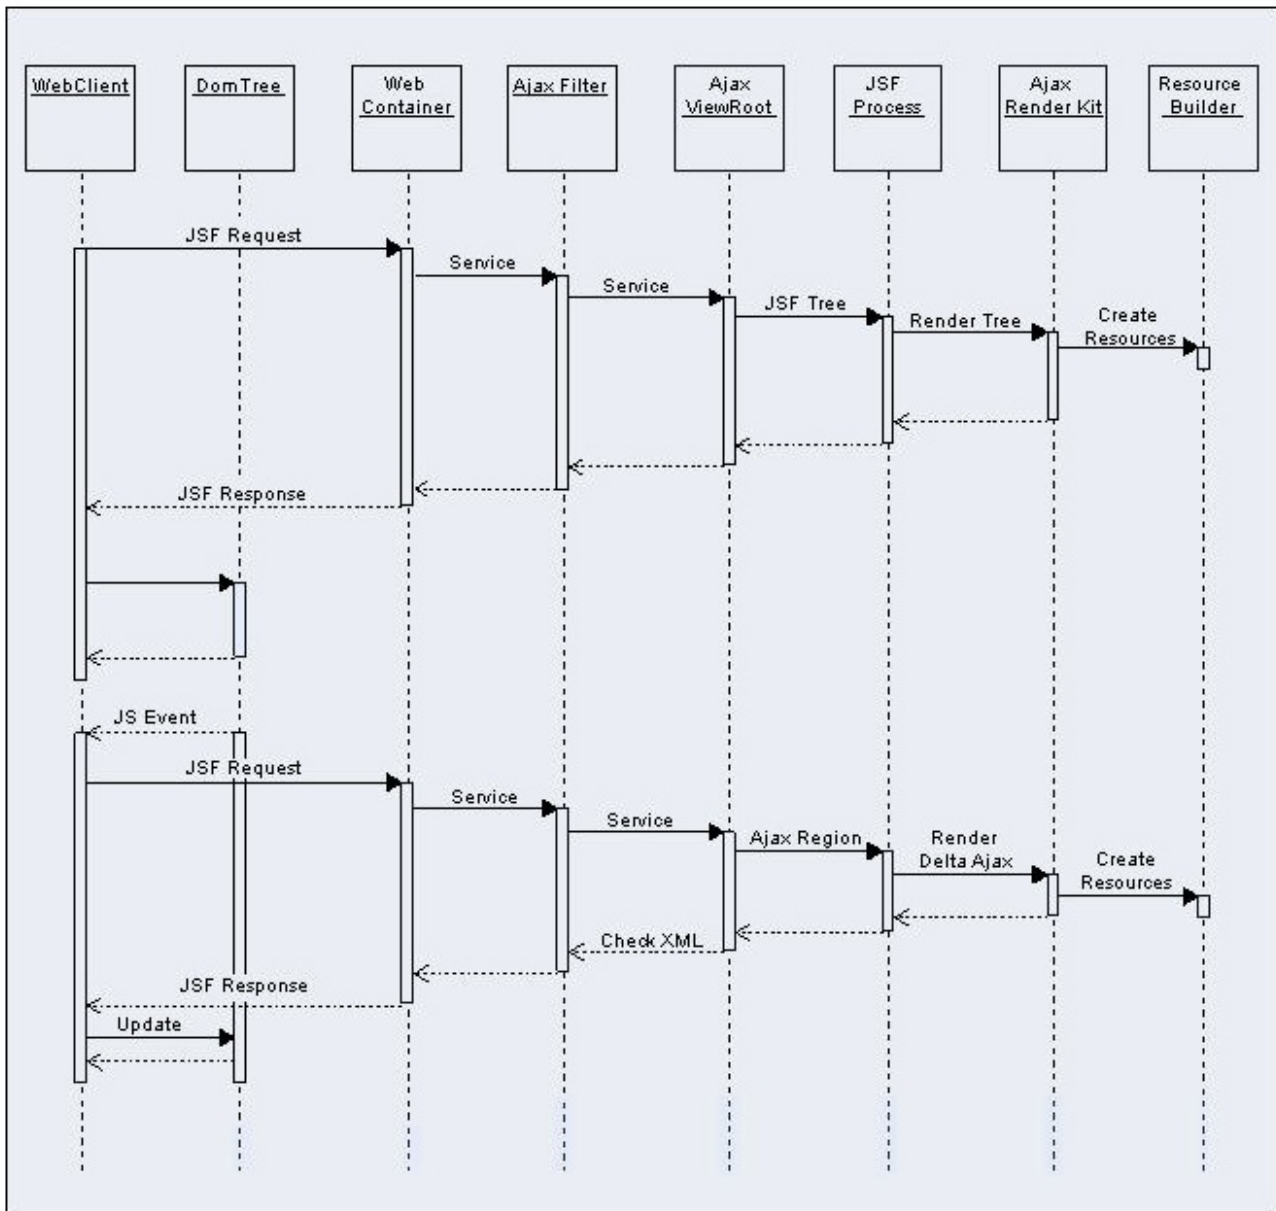 WebClient
DomTree
Web
Container
Ajax Filter
Ajax
ViewRoot
JSF
Process
Ajax
Render Kit
Resource
Builder
JSF Request
Service
Service
JSF Tree
Render Tree
Create
Resources
JSF Response
JS Event
JSF Request
Service
Service
Ajax Region
Render
Delta Ajax
Create
Resources
Check XML
JSF Response
Update